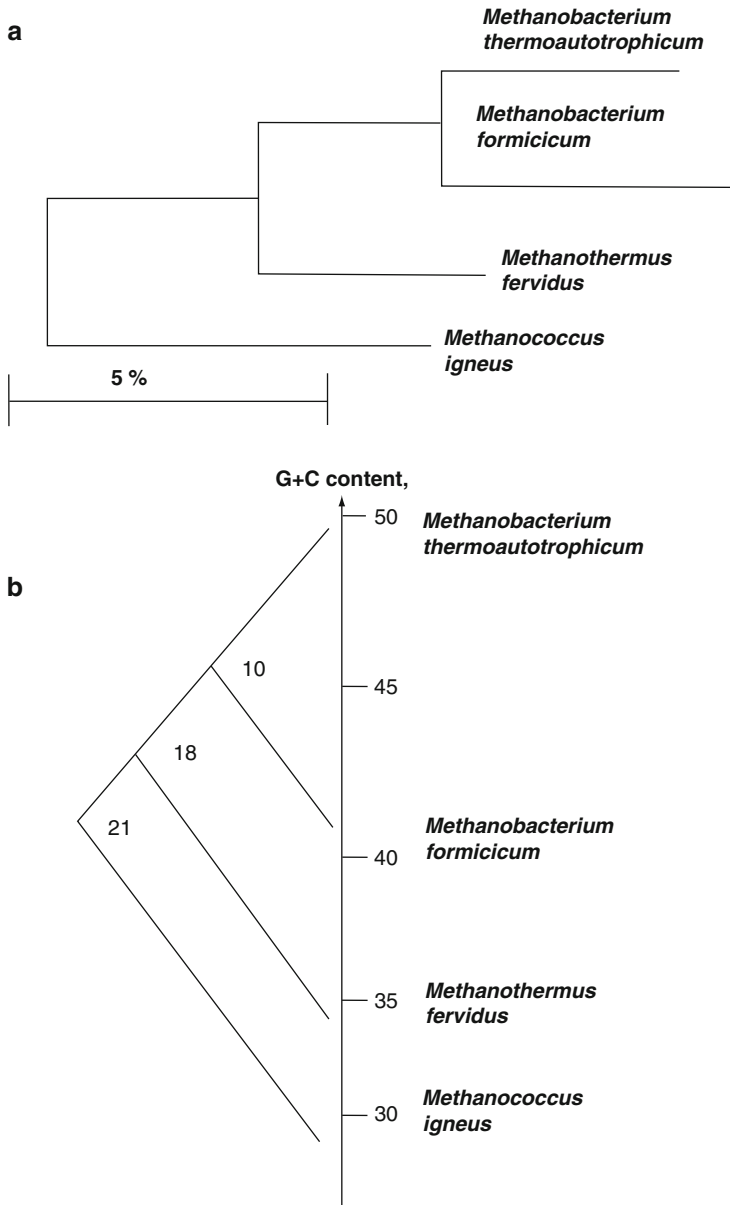 a
Methanobacterium
thermoautotrophicum
Methanobacterium
formicicum
Methanothermus
fervidus
Methanococcus
igneus
5 %
G+C content,
50
Methanobacterium
thermoautotrophicum
b
10
45
18
21
Methanobacterium
formicicum
40
35
Methanothermus
fervidus
30
Methanococcus
igneus